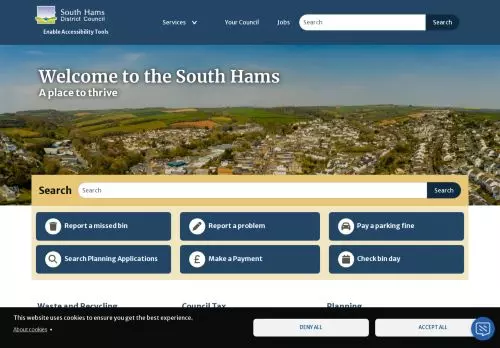 South Hams
District Council
Enable Accessibility Tools
Services
Your Council
Jobs
Search
Search
Welcome to the South Hams
A place to thrive
Search
Search
Search
Report a missed bin
Report a problem
Pay a parking fine
Search Planning Applications
£
Make a Payment
Check bin day
Waste and Recycling
Council Tax
Planning
This website uses cookies to ensure you get the best experience.
About cookies
DENY ALL
ACCEPT ALL